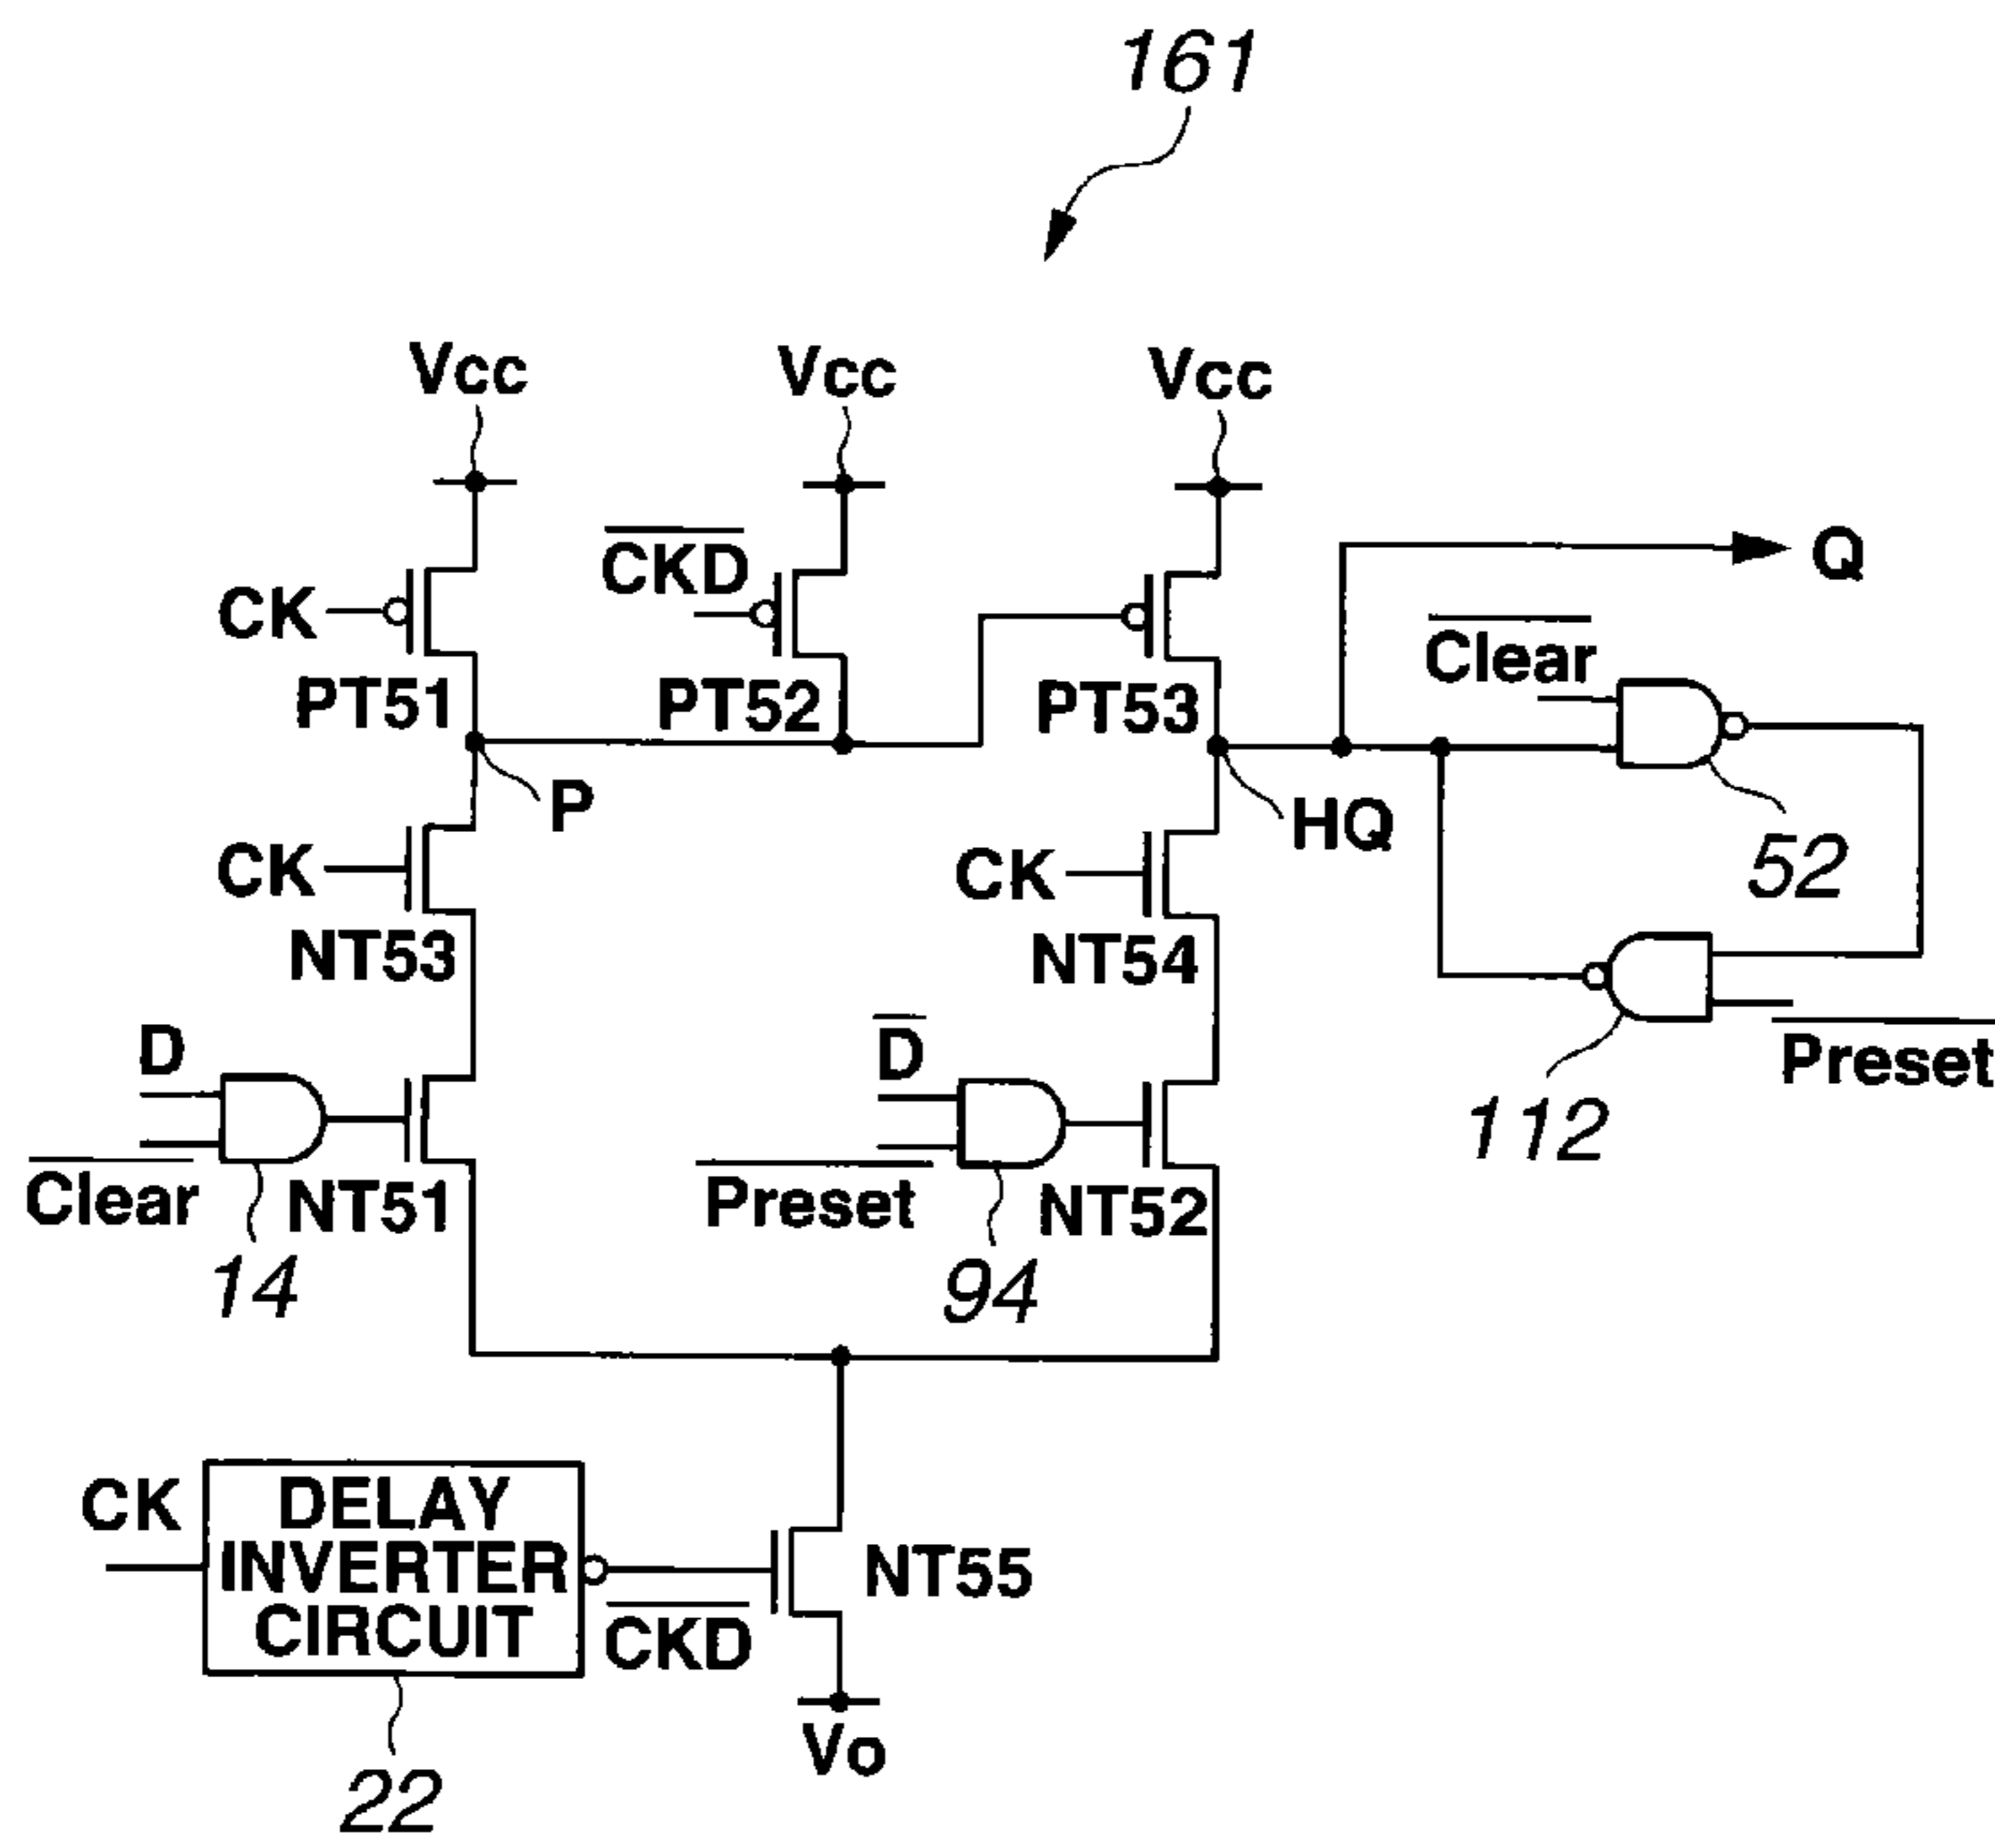 161
Vcc
Vcc
Vcc
CK
PT51
CKD
PT52
PT53
Q
Clear
52
P
HQ
CK
NT53
CK
NT54
D
Clear
14
NT51
D
Preset
94
NT52
112
Preset
CK
DELAY
INVERTER
CIRCUIT
22
CKD
NT55
Vo